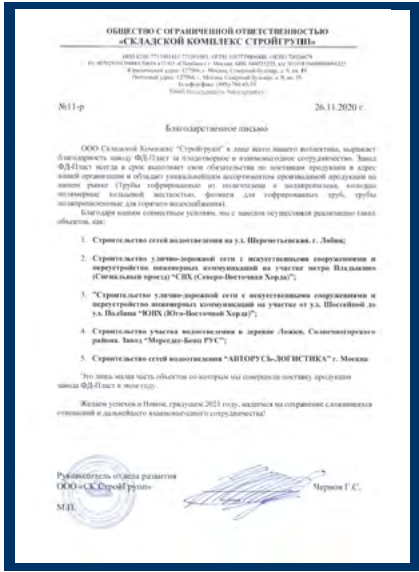 ОБЩЕСТВО С ОГРАНИЧЕННОЙ ОТВЕТСТВЕННОСТЬЮ
«СКЛАДСКОЙ КОМПЛЕКС СТРОЙГРУПП»
№11-р 26.11.2020 г.
Благодарственное письмо
ООО Складской Комплекс "Стройгрупп" в лице всего нашего коллектива, выражает
благодарность заводу ФД-Пласт за плодотворное и взаимовыгодное сотрудничество. Завод
ФД-Пласт всегда в срок выполняет свои обязательства по поставкам продукции в адрес
нашей организации и обладает уникальнейшим ассортиментом производимой продукции на
нашем рынке (Трубы гофрированные из полиэтилена и полипропилена, колодцы
полимерные кольцевой жесткостью, фитинги для гофрированных труб, трубы
полипропиленовые для горячего водоснабжения).
Благодаря нашим совместным усилиям, мы с заводом осуществили реализацию таких
объектов, как:
1. Строительство сетей водоотведения на ул. Шереметьевская, г. Лобня;
2. Строительство улично-дорожной сети с искусственными сооружениями и
переустройство инженерных коммуникаций на участке метро Владыкино
(Сигнальный проезд) "СВХ (Северо-Восточная Хорда)";
3. "Строительство улично-дорожной сети с искусственными сооружениями и
переустройство инженерных коммуникаций на участке от ул. Шоссейной до
ул. Полбина "ЮВХ (Юго-Восточной Хорда)";
4. Строительство участка водоотведения в деревне Ложки, Солнечногорского
района. Завод "Мерседес-Бенц РУС";
5. Строительство сетей водоотведения "АВТОРУСЬ-ЛОГИСТИКА" г. Москва
Это лишь малая часть объектов по которым мы совершили поставку продукции
завода ФД-Пласт в этом году.
Желаем успехов в Новом, грядущем 2021 году, надеемся на сохранение сложившихся
отношений и дальнейшего взаимовыгодного сотрудничества!
Руководитель отдела развития
ООО «СК СтройГрупп» Червов Г.С.
М.П.